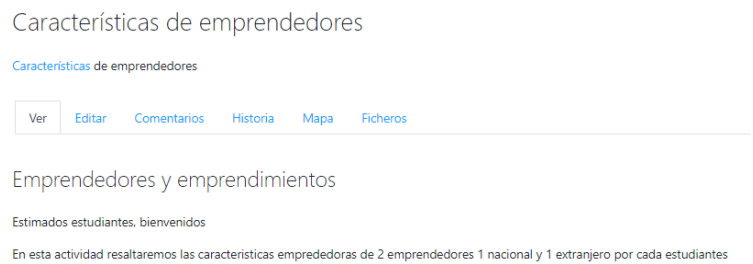 Características de emprendedores
Características de emprendedores
Ver Editar Comentarios Historia Mapa Ficheros
Emprendedores y emprendimientos
Estimados estudiantes, bienvenidos
En esta actividad resaltaremos las caracteristicas emprededoras de 2 emprendedores 1 nacional y 1 extranjero por cada estudiantes